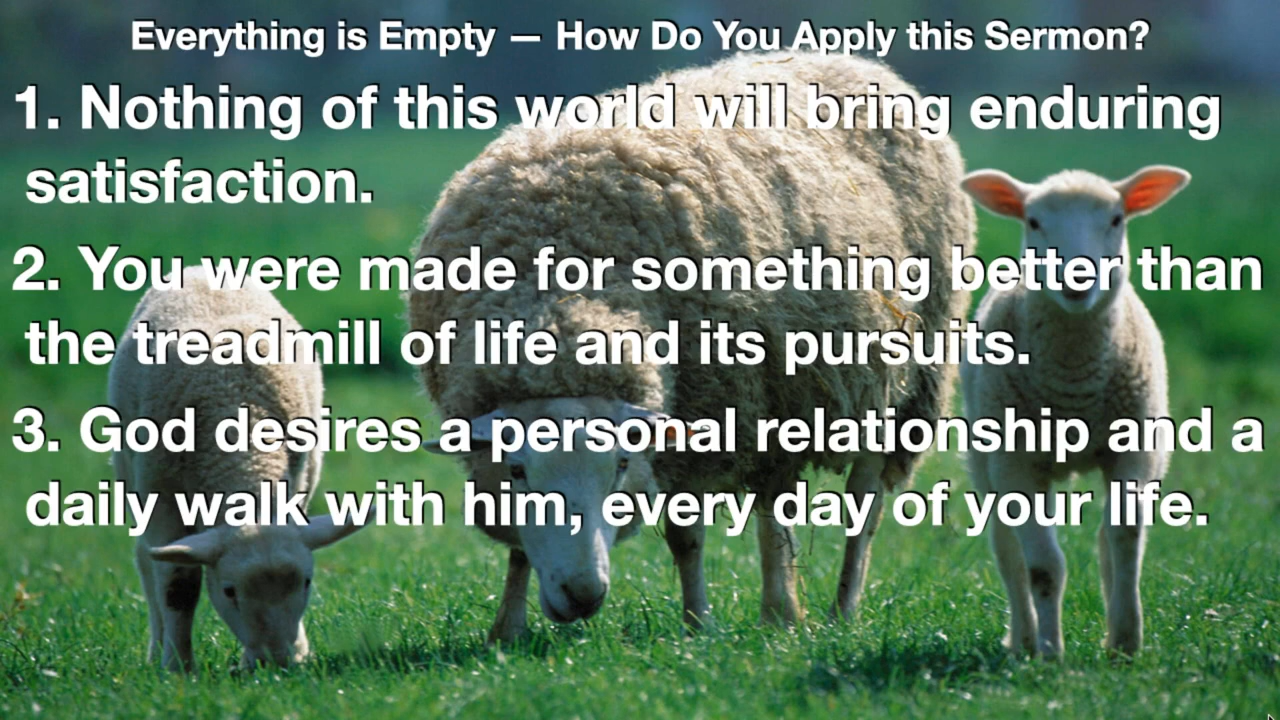 Everything is Empty — How Do You Apply this Sermon?
1. Nothing of this world will bring enduring
satisfaction.
2. You were made for something better than
the treadmill of life and its pursuits.
3. God desires a personal relationship and a
daily walk with him, every day of your life.